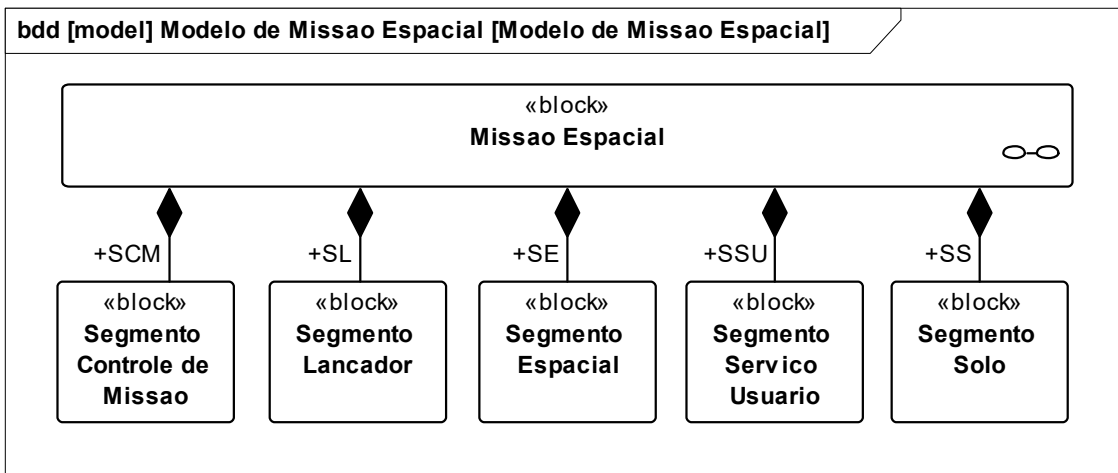 bdd [model] Modelo de Missao Espacial [Modelo de Missao Espacial]
«block»
Missao Espacial
+SCM
+SL
+SE
+SSU
+SS
«block»
Segmento
Controle de
Missao
«block»
Segmento
Lancador
«block»
Segmento
Espacial
«block»
Segmento
Servico
Usuario
«block»
Segmento
Solo